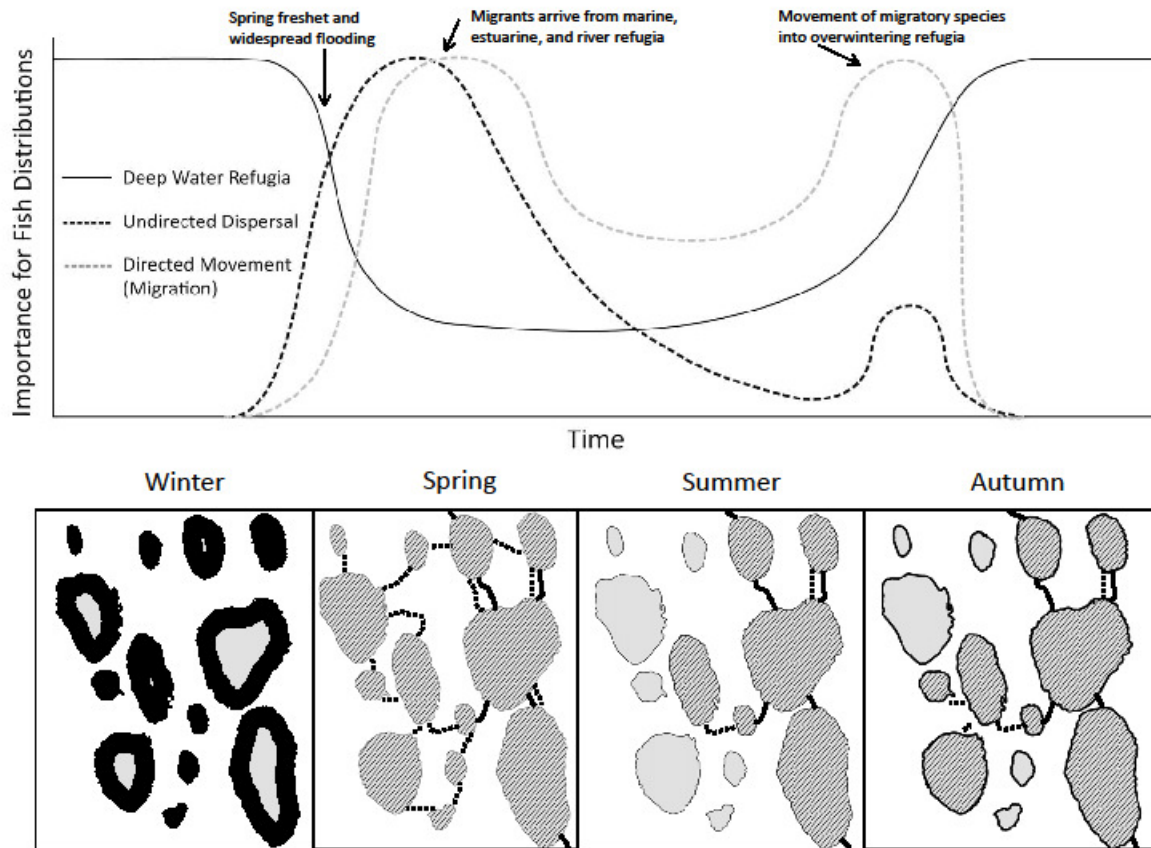 Spring freshet and
widespread flooding
Migrants arrive from marine,
estuarine, and river refugia
Movement of migratory species
into overwintering refugia
Importance for Fish Distributions
Deep Water Refugia
Undirected Dispersal
Directed Movement
(Migration)
Time
Winter
Spring
Summer
Autumn